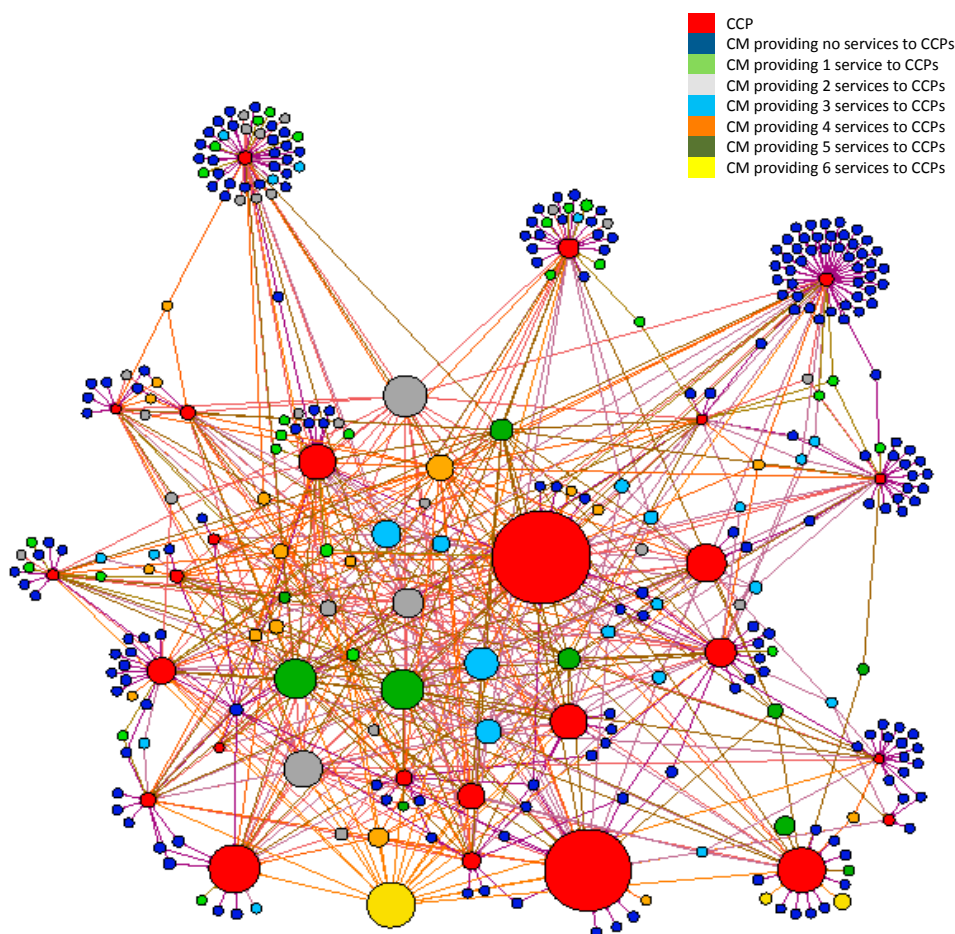 CCP
CM providing no services to CCPs
CM providing 1 service to CCPs
CM providing 2 services to CCPs
CM providing 3 services to CCPs
CM providing 4 services to CCPs
CM providing 5 services to CCPs
CM providing 6 services to CCPs